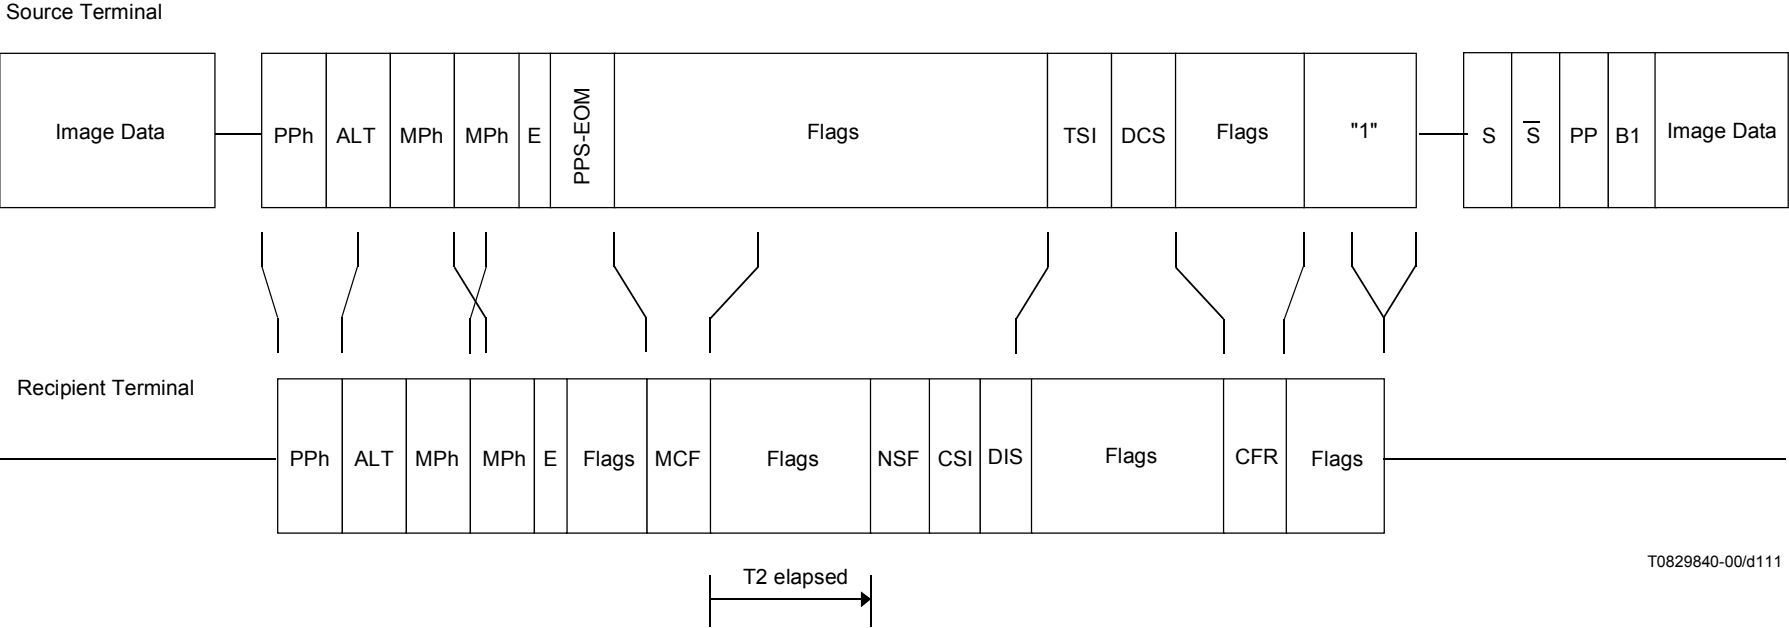 Source Terminal
Image Data PPh ALT MPh MPh E PPS-EOM Flags TSI DCS Flags "1" S S̅ PP B1 Image Data
Recipient Terminal
PPh ALT MPh MPh E Flags MCF Flags NSF CSI DIS Flags CFR Flags
T0829840-00/d111
T2 elapsed